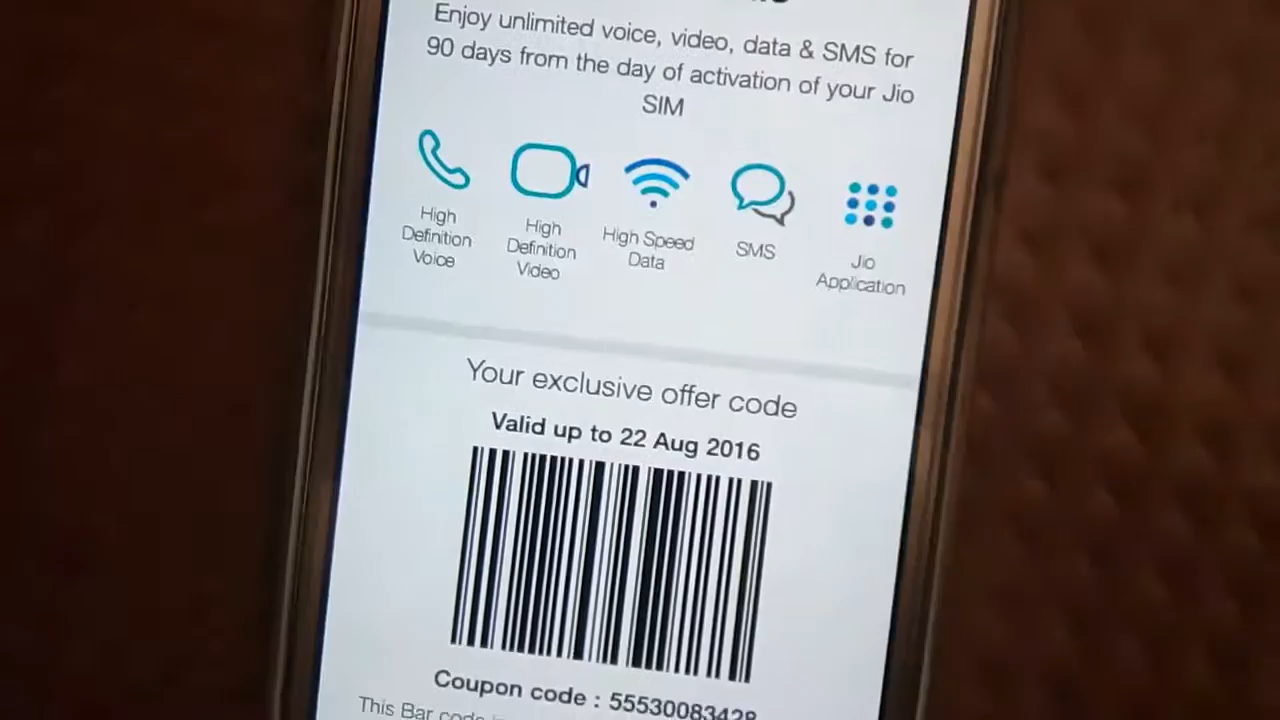 Enjoy unlimited voice, video, data & SMS for
90 days from the day of activation of your Jio
SIM
High
Definition
Voice
High
Definition
Video
High Speed
Data
SMS
Jio
Application
Your exclusive offer code
Valid up to 22 Aug 2016
Coupon code : 55530083428
This Bar code